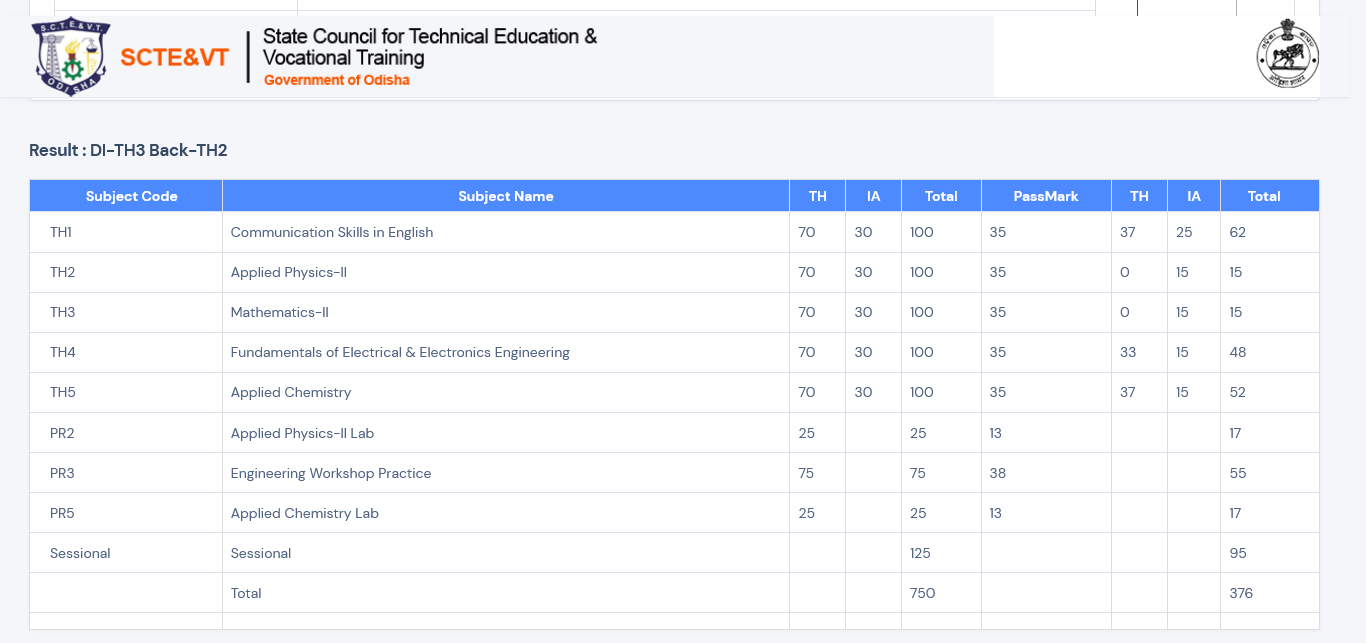 S.C.T.E.&V.T.
ODISHA
SCTE&VT
State Council for Technical Education &
Vocational Training
Government of Odisha
Result : DI-TH3 Back-TH2
Subject Code Subject Name TH IA Total PassMark TH IA Total
TH1 Communication Skills in English 70 30 100 35 37 25 62
TH2 Applied Physics-II 70 30 100 35 0 15 15
TH3 Mathematics-II 70 30 100 35 0 15 15
TH4 Fundamentals of Electrical & Electronics Engineering 70 30 100 35 33 15 48
TH5 Applied Chemistry 70 30 100 35 37 15 52
PR2 Applied Physics-II Lab 25 25 13 17
PR3 Engineering Workshop Practice 75 75 38 55
PR5 Applied Chemistry Lab 25 25 13 17
Sessional Sessional 125 95
Total 750 376